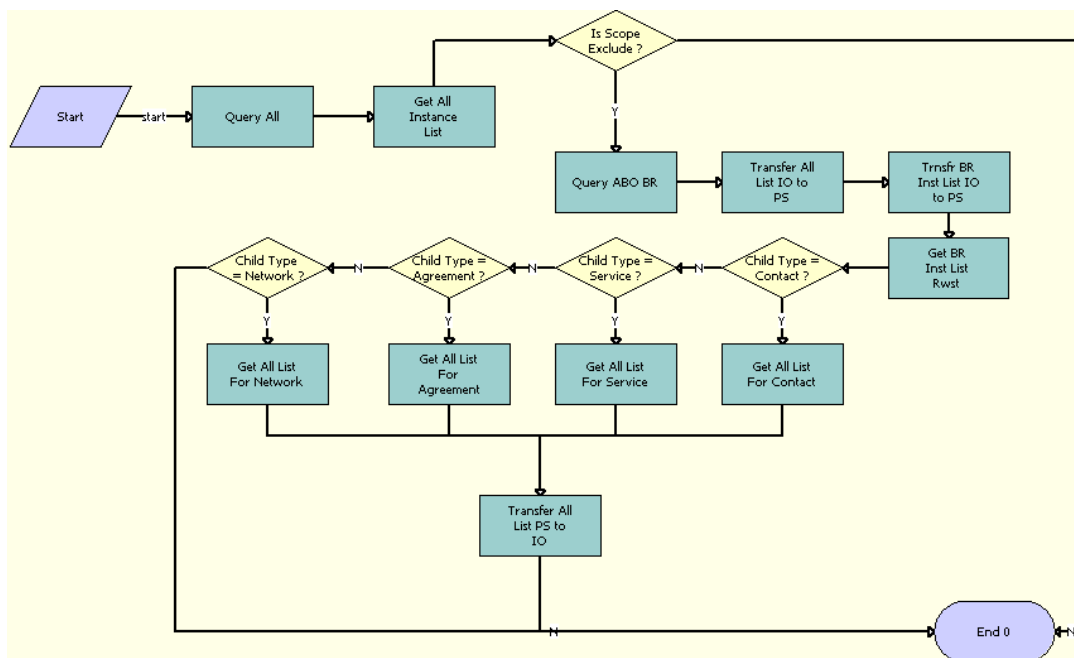 Is Scope
Exclude ?
Start
start
Query All
Get All
Instance
List
Y
Query ABO BR
Transfer All
List IO to
PS
Trnsfr BR
Inst List IO
to PS
Child Type
= Network ?
N
Child Type =
Agreement ?
N
Child Type =
Service ?
N
Child Type =
Contact ?
Get BR
Inst List
Rwst
Y
Y
Y
Y
Get All List
For Network
Get All List
For
Agreement
Get All List
For Service
Get All List
For Contact
Transfer All
List PS to
IO
N
End 0
N